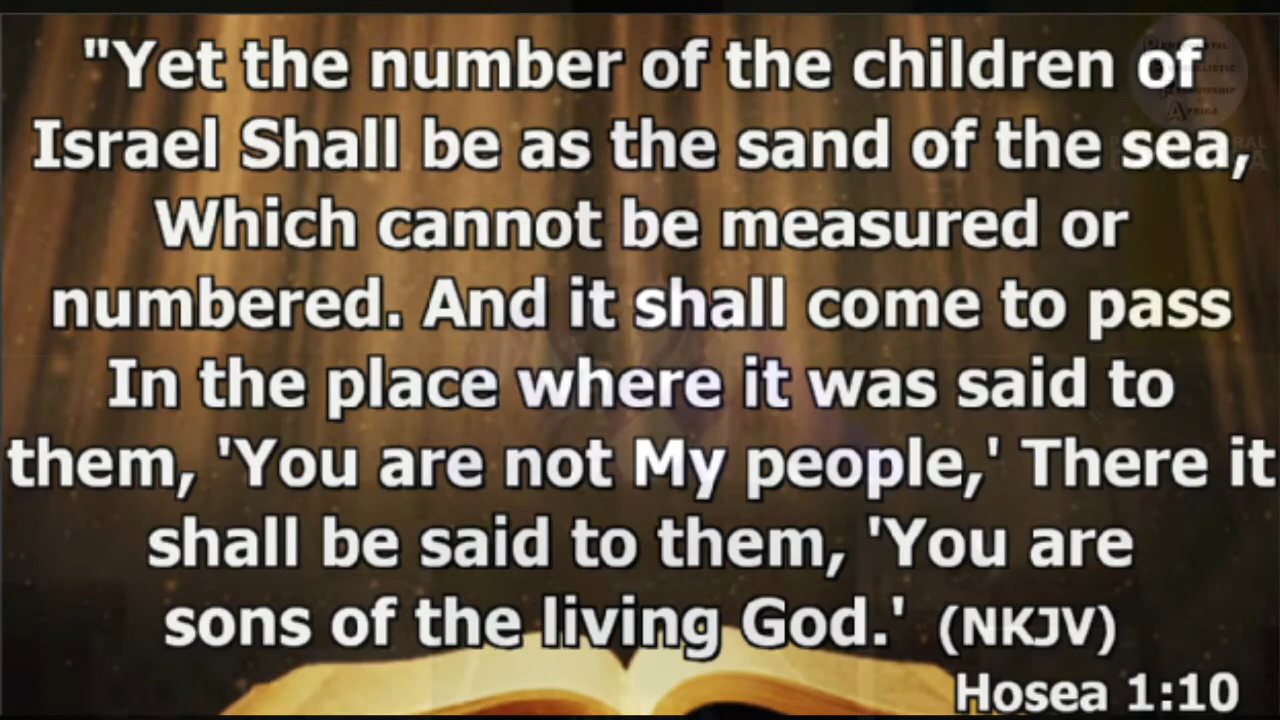 "Yet the number of the children of
Israel Shall be as the sand of the sea,
Which cannot be measured or
numbered. And it shall come to pass
In the place where it was said to
them, 'You are not My people,' There it
shall be said to them, 'You are
sons of the living God.' (NKJV)
Hosea 1:10